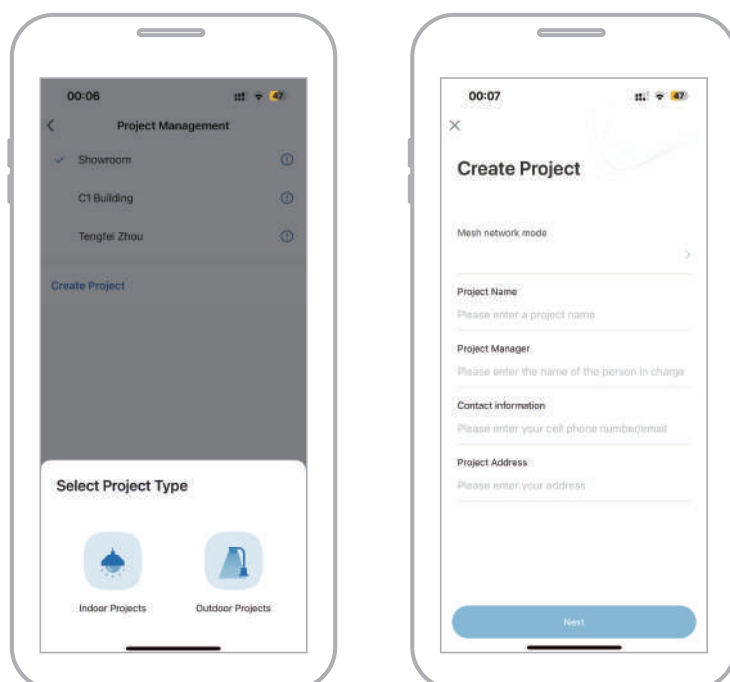 00:06
47
Project Management
Showroom
C1 Building
Tengfei Zhou
Create Project
Select Project Type
Indoor Projects
Outdoor Projects
00:07
47
Create Project
Mesh network mode
Project Name
Please enter a project name
Project Manager
Please enter the name of the person in charge
Contact information
Please enter your cell phone number/email
Project Address
Please enter your address
Next